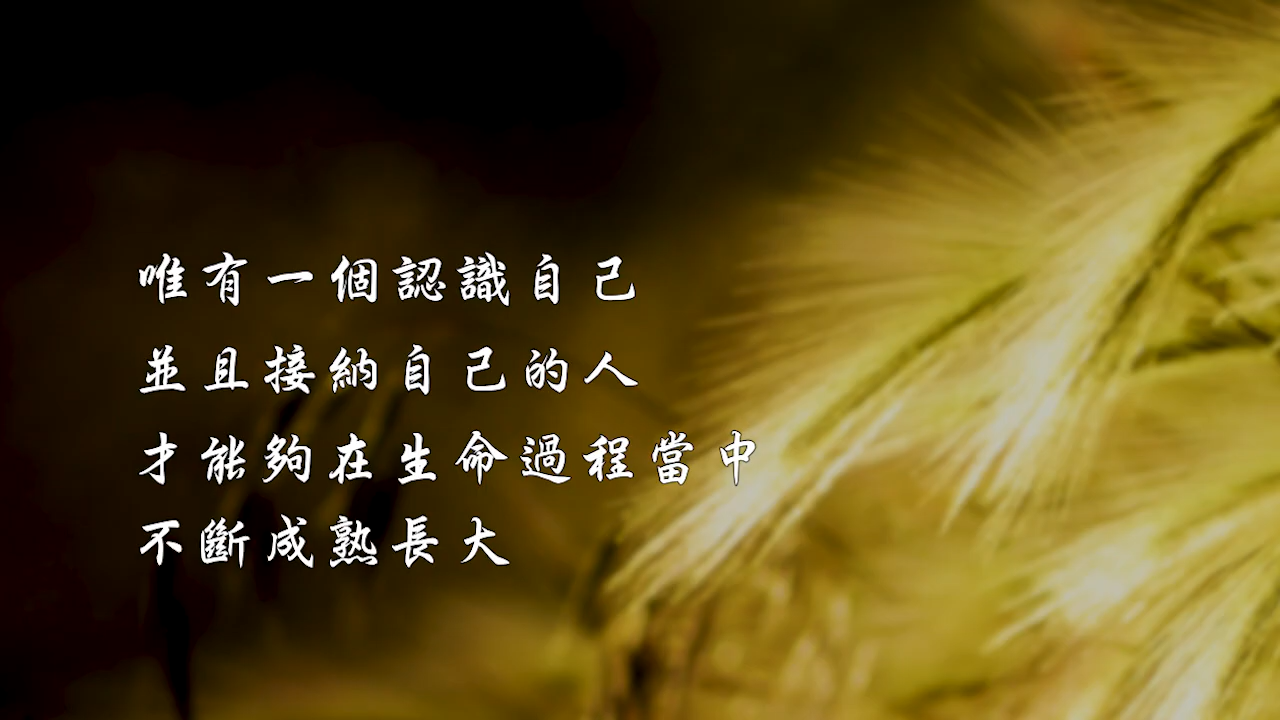 唯有一個認識自己
並且接納自己的人
才能夠在生命過程當中
不斷成熟長大